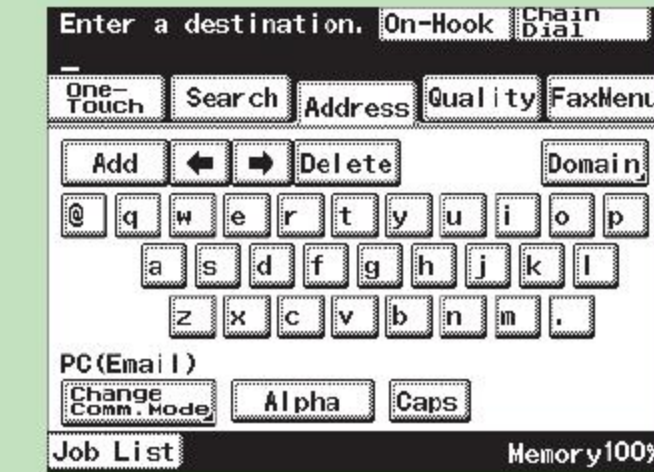 Enter a destination. On-Hook Chain Dial
One-Touch Search Address Quality FaxMenu
Add ← → Delete Domain
@ q w e r t y u i o p
a s d f g h j k l
z x c v b n m .
PC(Email)
Change Comm.Mode Alpha Caps
Job List Memory100%